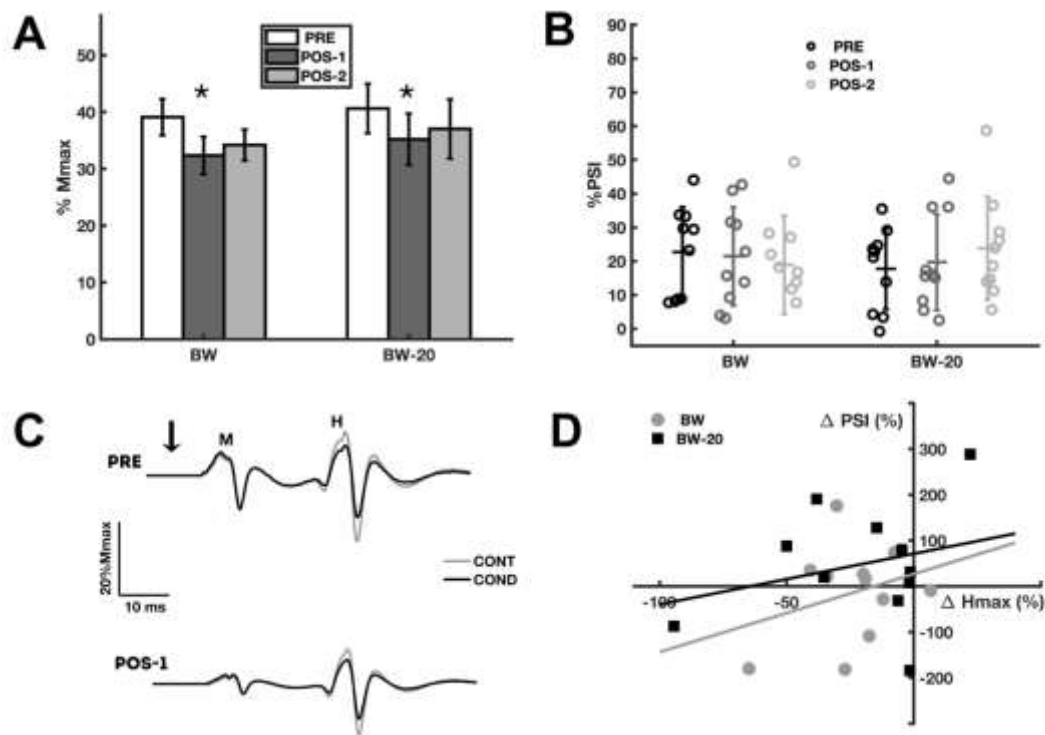 A
PRE
POS-1
POS-2
50
40
30
20
10
0
% Mmax
*
*
BW
BW-20
B
90
80
70
60
50
40
30
20
10
0
%PSI
PRE
POS-1
POS-2
BW
BW-20
C
M
H
PRE
20%Mmax
10 ms
CONT
COND
POS-1
D
BW
BW-20
Δ PSI (%)
300
200
100
-100
-50
Δ Hmax (%)
-100
-200